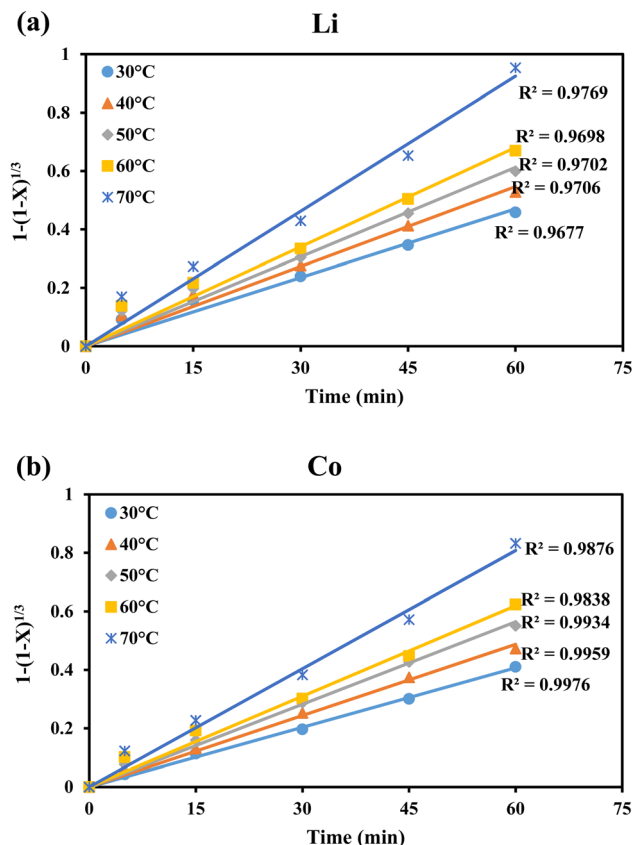 (a)
Li
1
30°C
40°C
50°C
60°C
70°C
0.8
0.6
0.4
0.2
0
1-(1-X)1/3
R² = 0.9769
R² = 0.9698
R² = 0.9702
R² = 0.9706
R² = 0.9677
0 15 30 45 60 75
Time (min)
(b)
Co
1
30°C
40°C
50°C
60°C
70°C
0.8
0.6
0.4
0.2
0
1-(1-X)1/3
R² = 0.9876
R² = 0.9838
R² = 0.9934
R² = 0.9959
R² = 0.9976
0 15 30 45 60 75
Time (min)